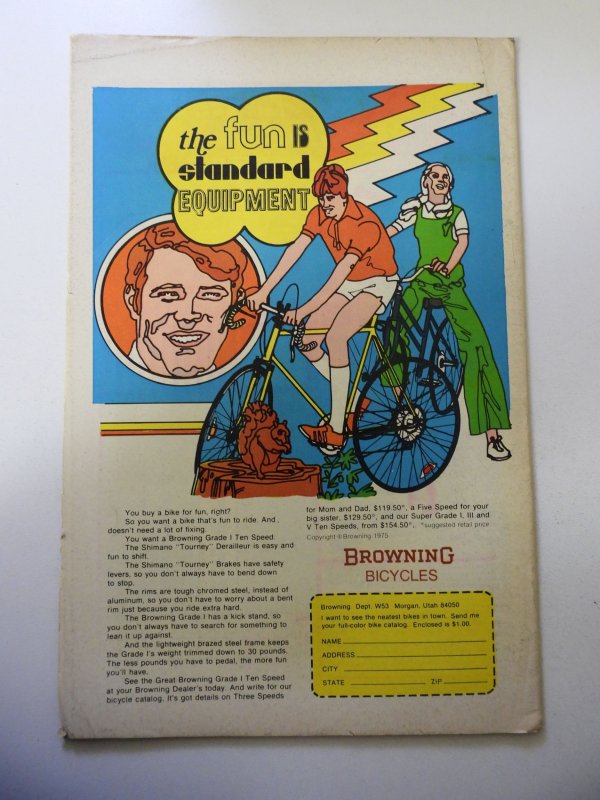 the fun is
standard
EQUIPMENT
You buy a bike for fun, right?
So you want a bike that's fun to ride. And
doesn't need a lot of fixing.
You want a Browning Grade I Ten Speed.
The Shimano "Tourney" Derailleur is easy and
fun to shift.
The Shimano "Tourney" Brakes have safety
levers, so you don't always have to bend down
to stop.
The rims are tough chromed steel, instead of
aluminum, so you don't have to worry about a bent
rim just because you ride extra hard.
The Browning Grade I has a kick stand, so
you don't always have to search for something to
lean it up against.
And the lightweight brazed steel frame keeps
the Grade I's weight trimmed down to 30 pounds.
The less pounds you have to pedal, the more fun
you'll have.
See the Great Browning Grade I Ten Speed
at your Browning Dealer's today. And write for our
bicycle catalog. It's got details on Three Speeds
for Mom and Dad, $119.50*, a Five Speed for your
big sister, $129.50*, and our Super Grade I, III and
V Ten Speeds, from $154.50*. *suggested retail price
Copyright © Browning 1975
BROWNING
BICYCLES
Browning Dept. W53 Morgan, Utah 84050
I want to see the neatest bikes in town. Send me
your full-color bike catalog. Enclosed is $1.00.
NAME
ADDRESS
CITY
STATE ZIP